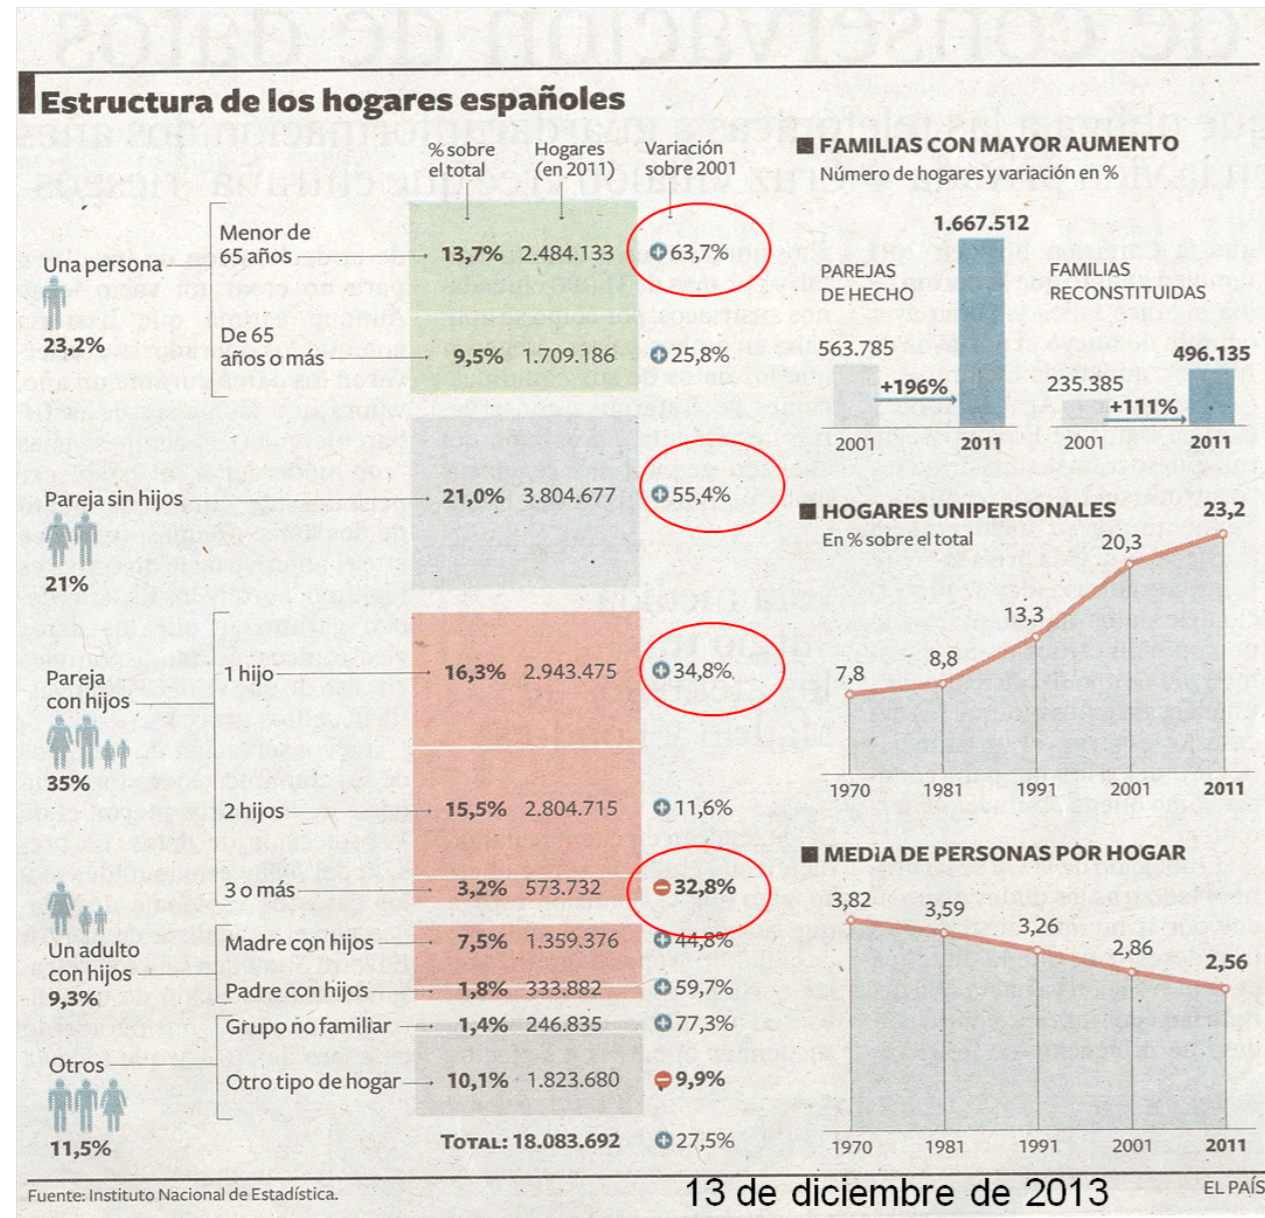 Estructura de los hogares españoles
% sobre el total
Hogares (en 2011)
Variación sobre 2001
Una persona
23,2%
Menor de 65 años 13,7% 2.484.133 + 63,7%
De 65 años o más 9,5% 1.709.186 + 25,8%
Pareja sin hijos 21,0% 3.804.677 + 55,4%
21%
Pareja con hijos
35%
1 hijo 16,3% 2.943.475 + 34,8%
2 hijos 15,5% 2.804.715 + 11,6%
3 o más 3,2% 573.732 − 32,8%
Un adulto con hijos
9,3%
Madre con hijos 7,5% 1.359.376 + 44,8%
Padre con hijos 1,8% 333.882 + 59,7%
Otros
11,5%
Grupo no familiar 1,4% 246.835 + 77,3%
Otro tipo de hogar 10,1% 1.823.680 − 9,9%
TOTAL: 18.083.692 + 27,5%
FAMILIAS CON MAYOR AUMENTO
Número de hogares y variación en %
PAREJAS
DE HECHO
563.785
+196%
1.667.512
2001 2011
FAMILIAS
RECONSTITUIDAS
235.385
+111%
496.135
2001 2011
HOGARES UNIPERSONALES
En % sobre el total
7,8 8,8 13,3 20,3 23,2
1970 1981 1991 2001 2011
MEDIA DE PERSONAS POR HOGAR
3,82 3,59 3,26 2,86 2,56
1970 1981 1991 2001 2011
Fuente: Instituto Nacional de Estadística.
13 de diciembre de 2013
EL PAÍS